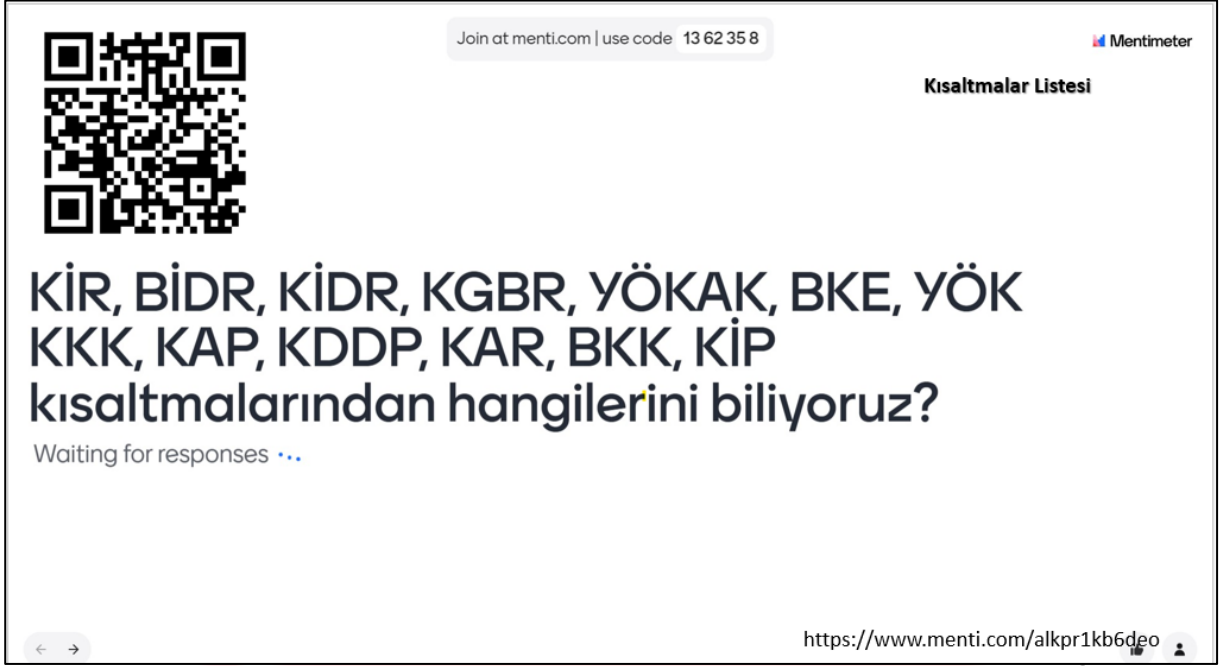 Join at menti.com | use code 13 62 35 8
Mentimeter
Kısaltmalar Listesi
KİR, BİDR, KİDR, KGBR, YÖKAK, BKE, YÖK
KKK, KAP, KDDP, KAR, BKK, KİP
kısaltmalarından hangilerini biliyoruz?
Waiting for responses
https://www.menti.com/alkpr1kb6deo